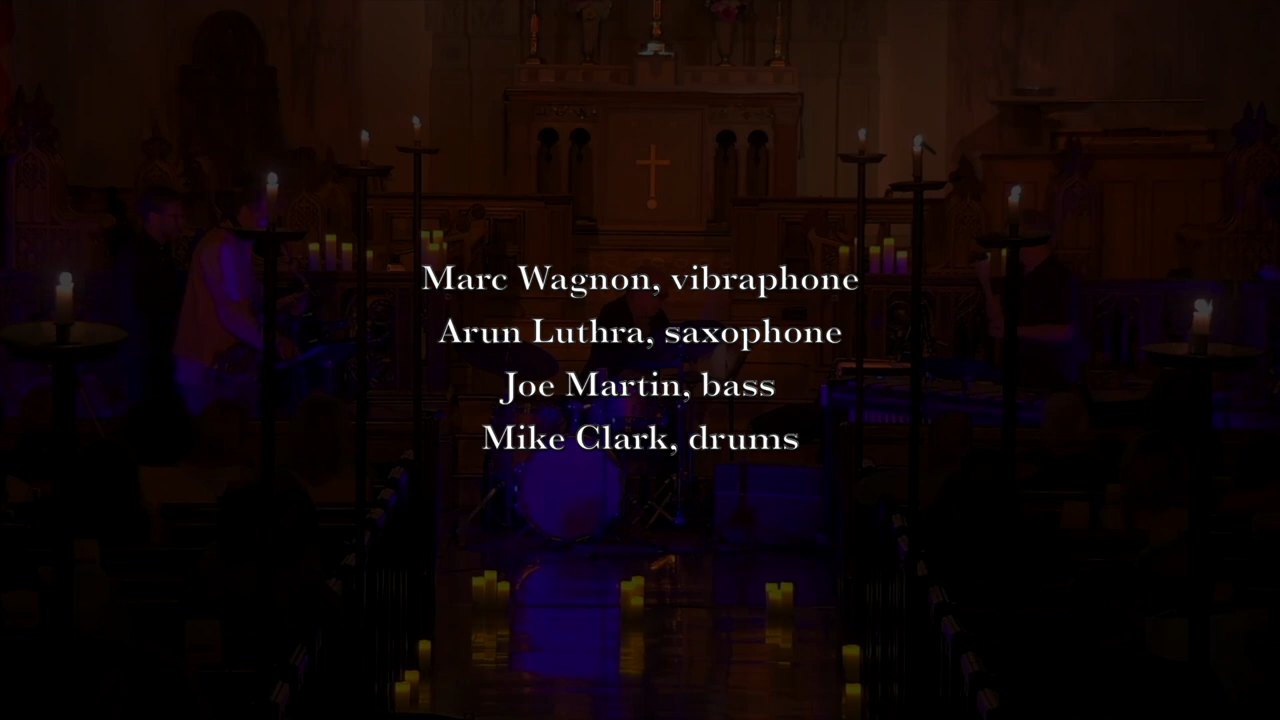 Marc Wagnon, vibraphone
Arun Luthra, saxophone
Joe Martin, bass
Mike Clark, drums